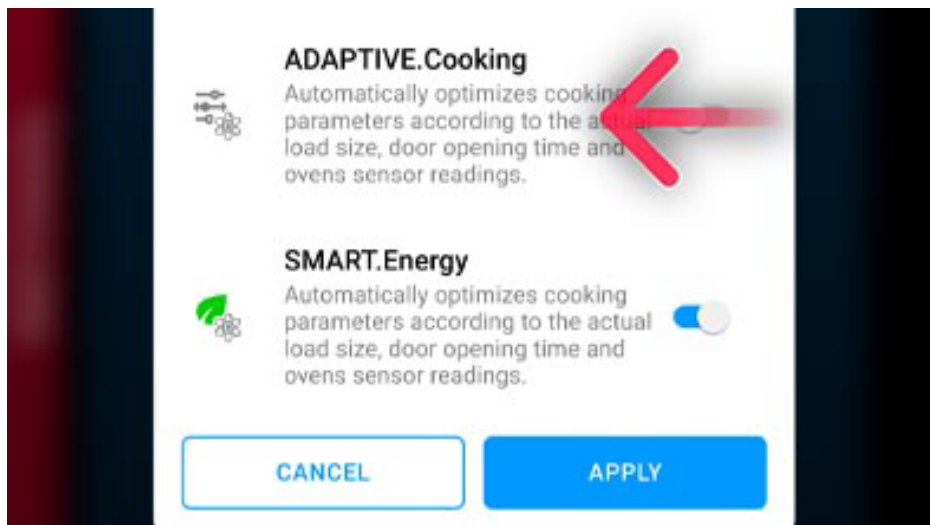 ADAPTIVE.Cooking
Automatically optimizes cooking
parameters according to the actual
load size, door opening time and
ovens sensor readings.
SMART.Energy
Automatically optimizes cooking
parameters according to the actual
load size, door opening time and
ovens sensor readings.
CANCEL
APPLY